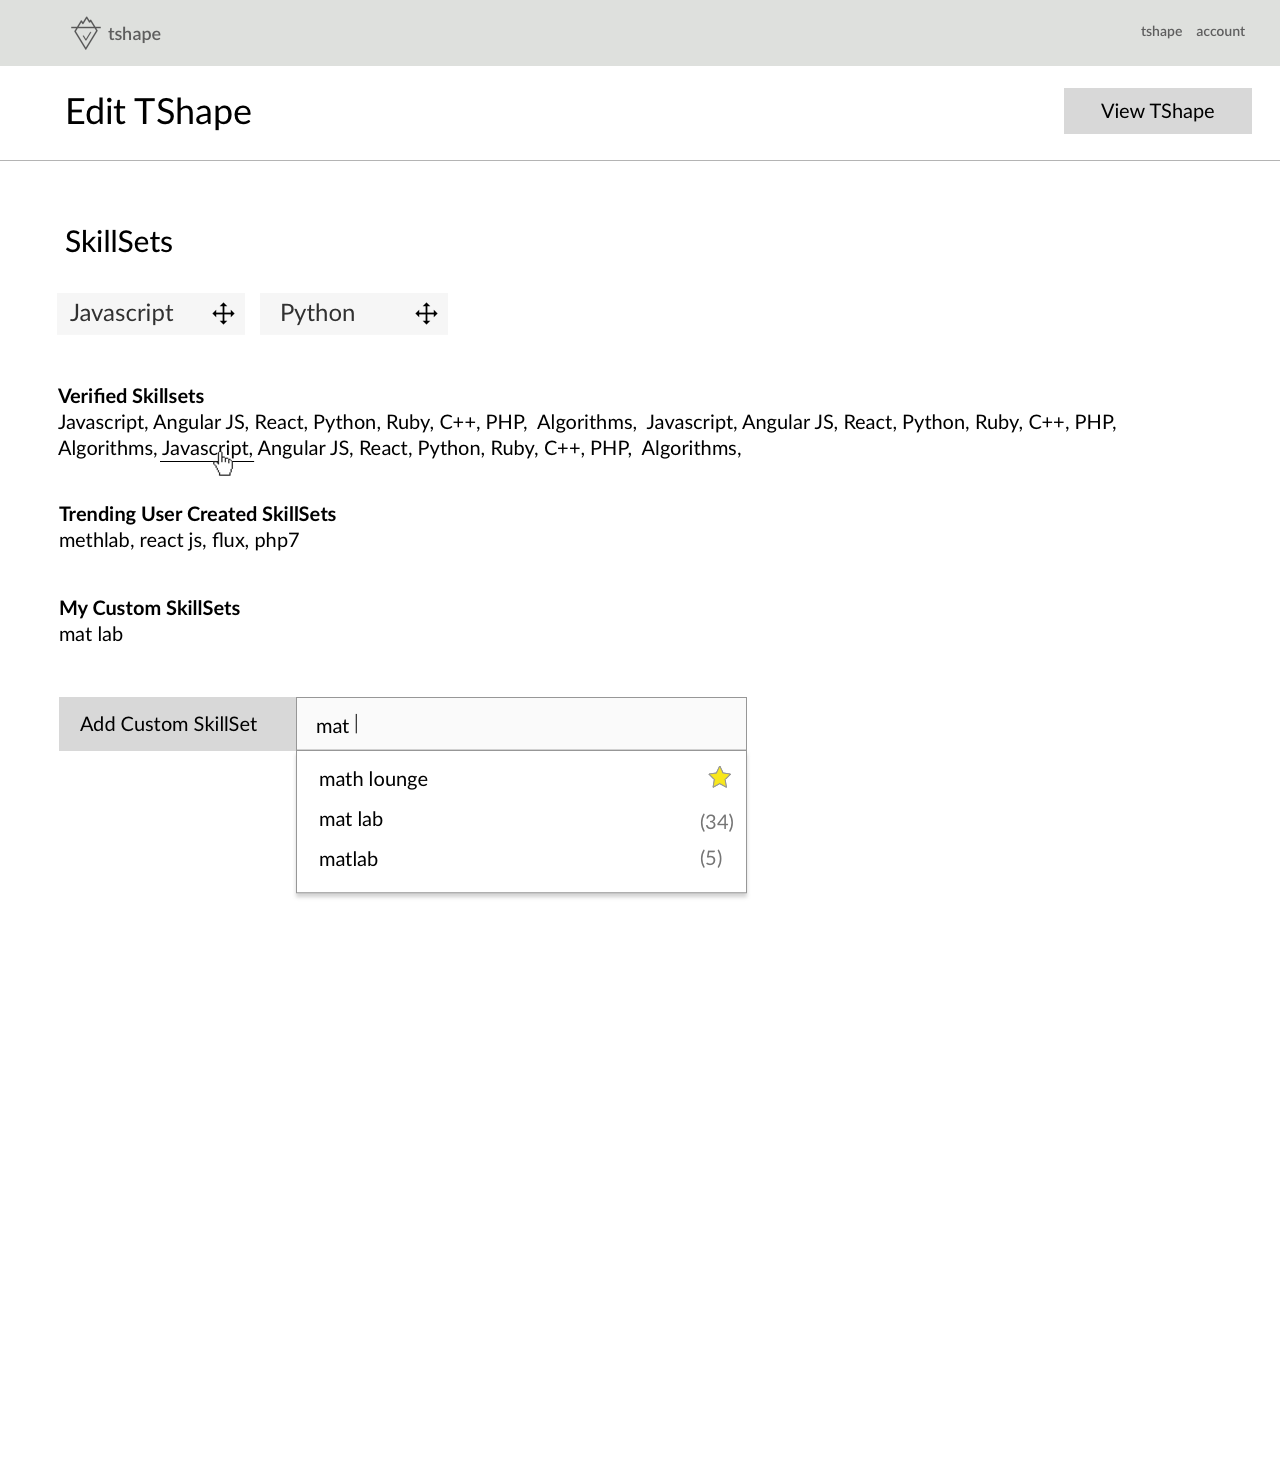 tshape
tshape account
Edit TShape
View TShape
SkillSets
Javascript
Python
Verified Skillsets
Javascript, Angular JS, React, Python, Ruby, C++, PHP,  Algorithms,  Javascript, Angular JS, React, Python, Ruby, C++, PHP,
Algorithms, Javascript, Angular JS, React, Python, Ruby, C++, PHP,  Algorithms,
Trending User Created SkillSets
methlab, react js, flux, php7
My Custom SkillSets
mat lab
Add Custom SkillSet
mat
math lounge
mat lab (34)
matlab (5)